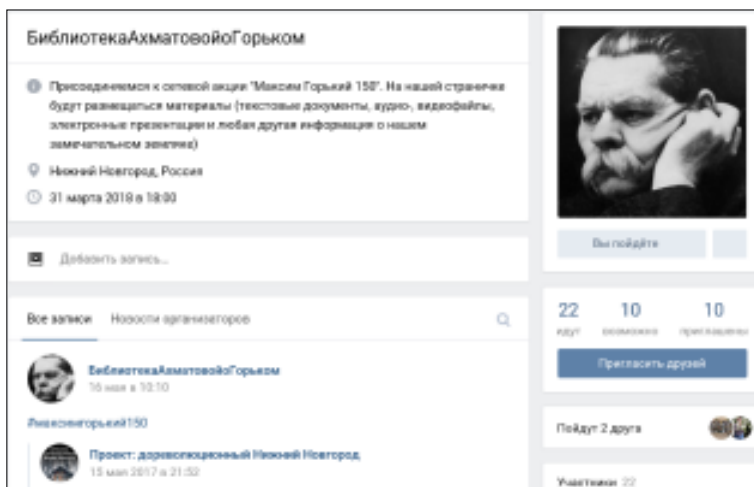 БиблиотекаАхматовойоГорьком
Присоединяемся к сетевой акции "Максим Горький 150". На нашей страничке
будут размещаться материалы (текстовые документы, аудио-, видеофайлы,
электронные презентации и любая другая информация о нашем
замечательном земляке)
Нижний Новгород, Россия
31 марта 2018 в 18:00
Добавить запись...
Все записи Новости организаторов
БиблиотекаАхматовойоГорьком
16 мая в 10:10
#максимгорький150
Проект: дореволюционный Нижний Новгород
15 мая 2017 в 21:52
Вы пойдёте
22 10 10
идут возможно приглашены
Пригласить друзей
Пойдут 2 друга
Участники 22